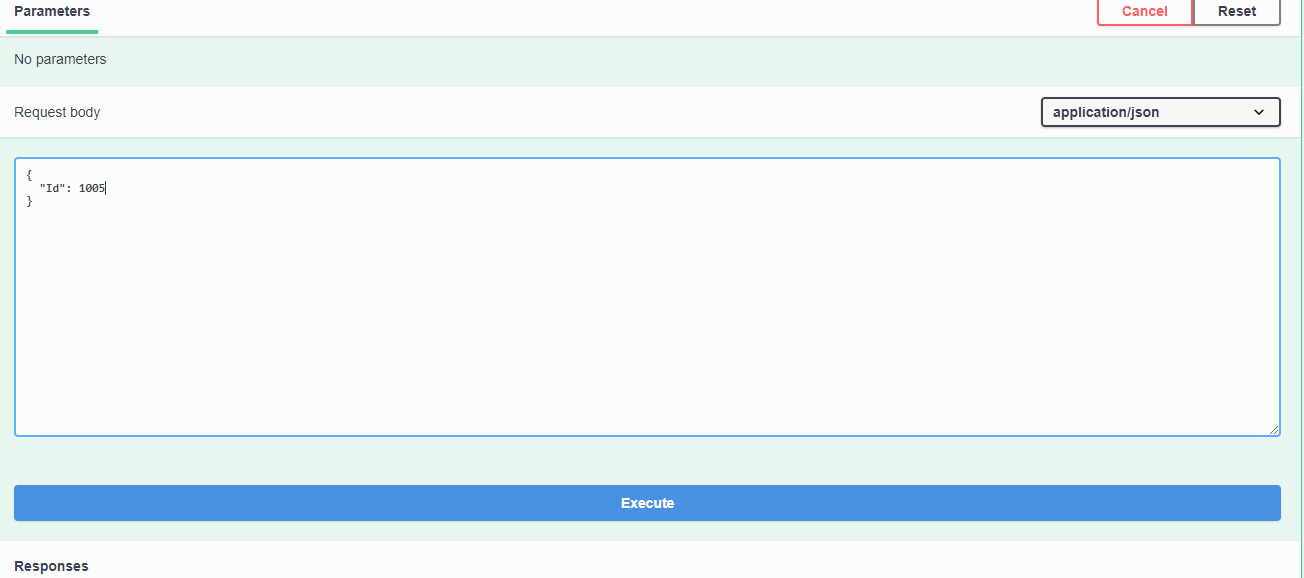 Parameters
Cancel
Reset
No parameters
Request body
application/json
{
"Id": 1005
}
Execute
Responses